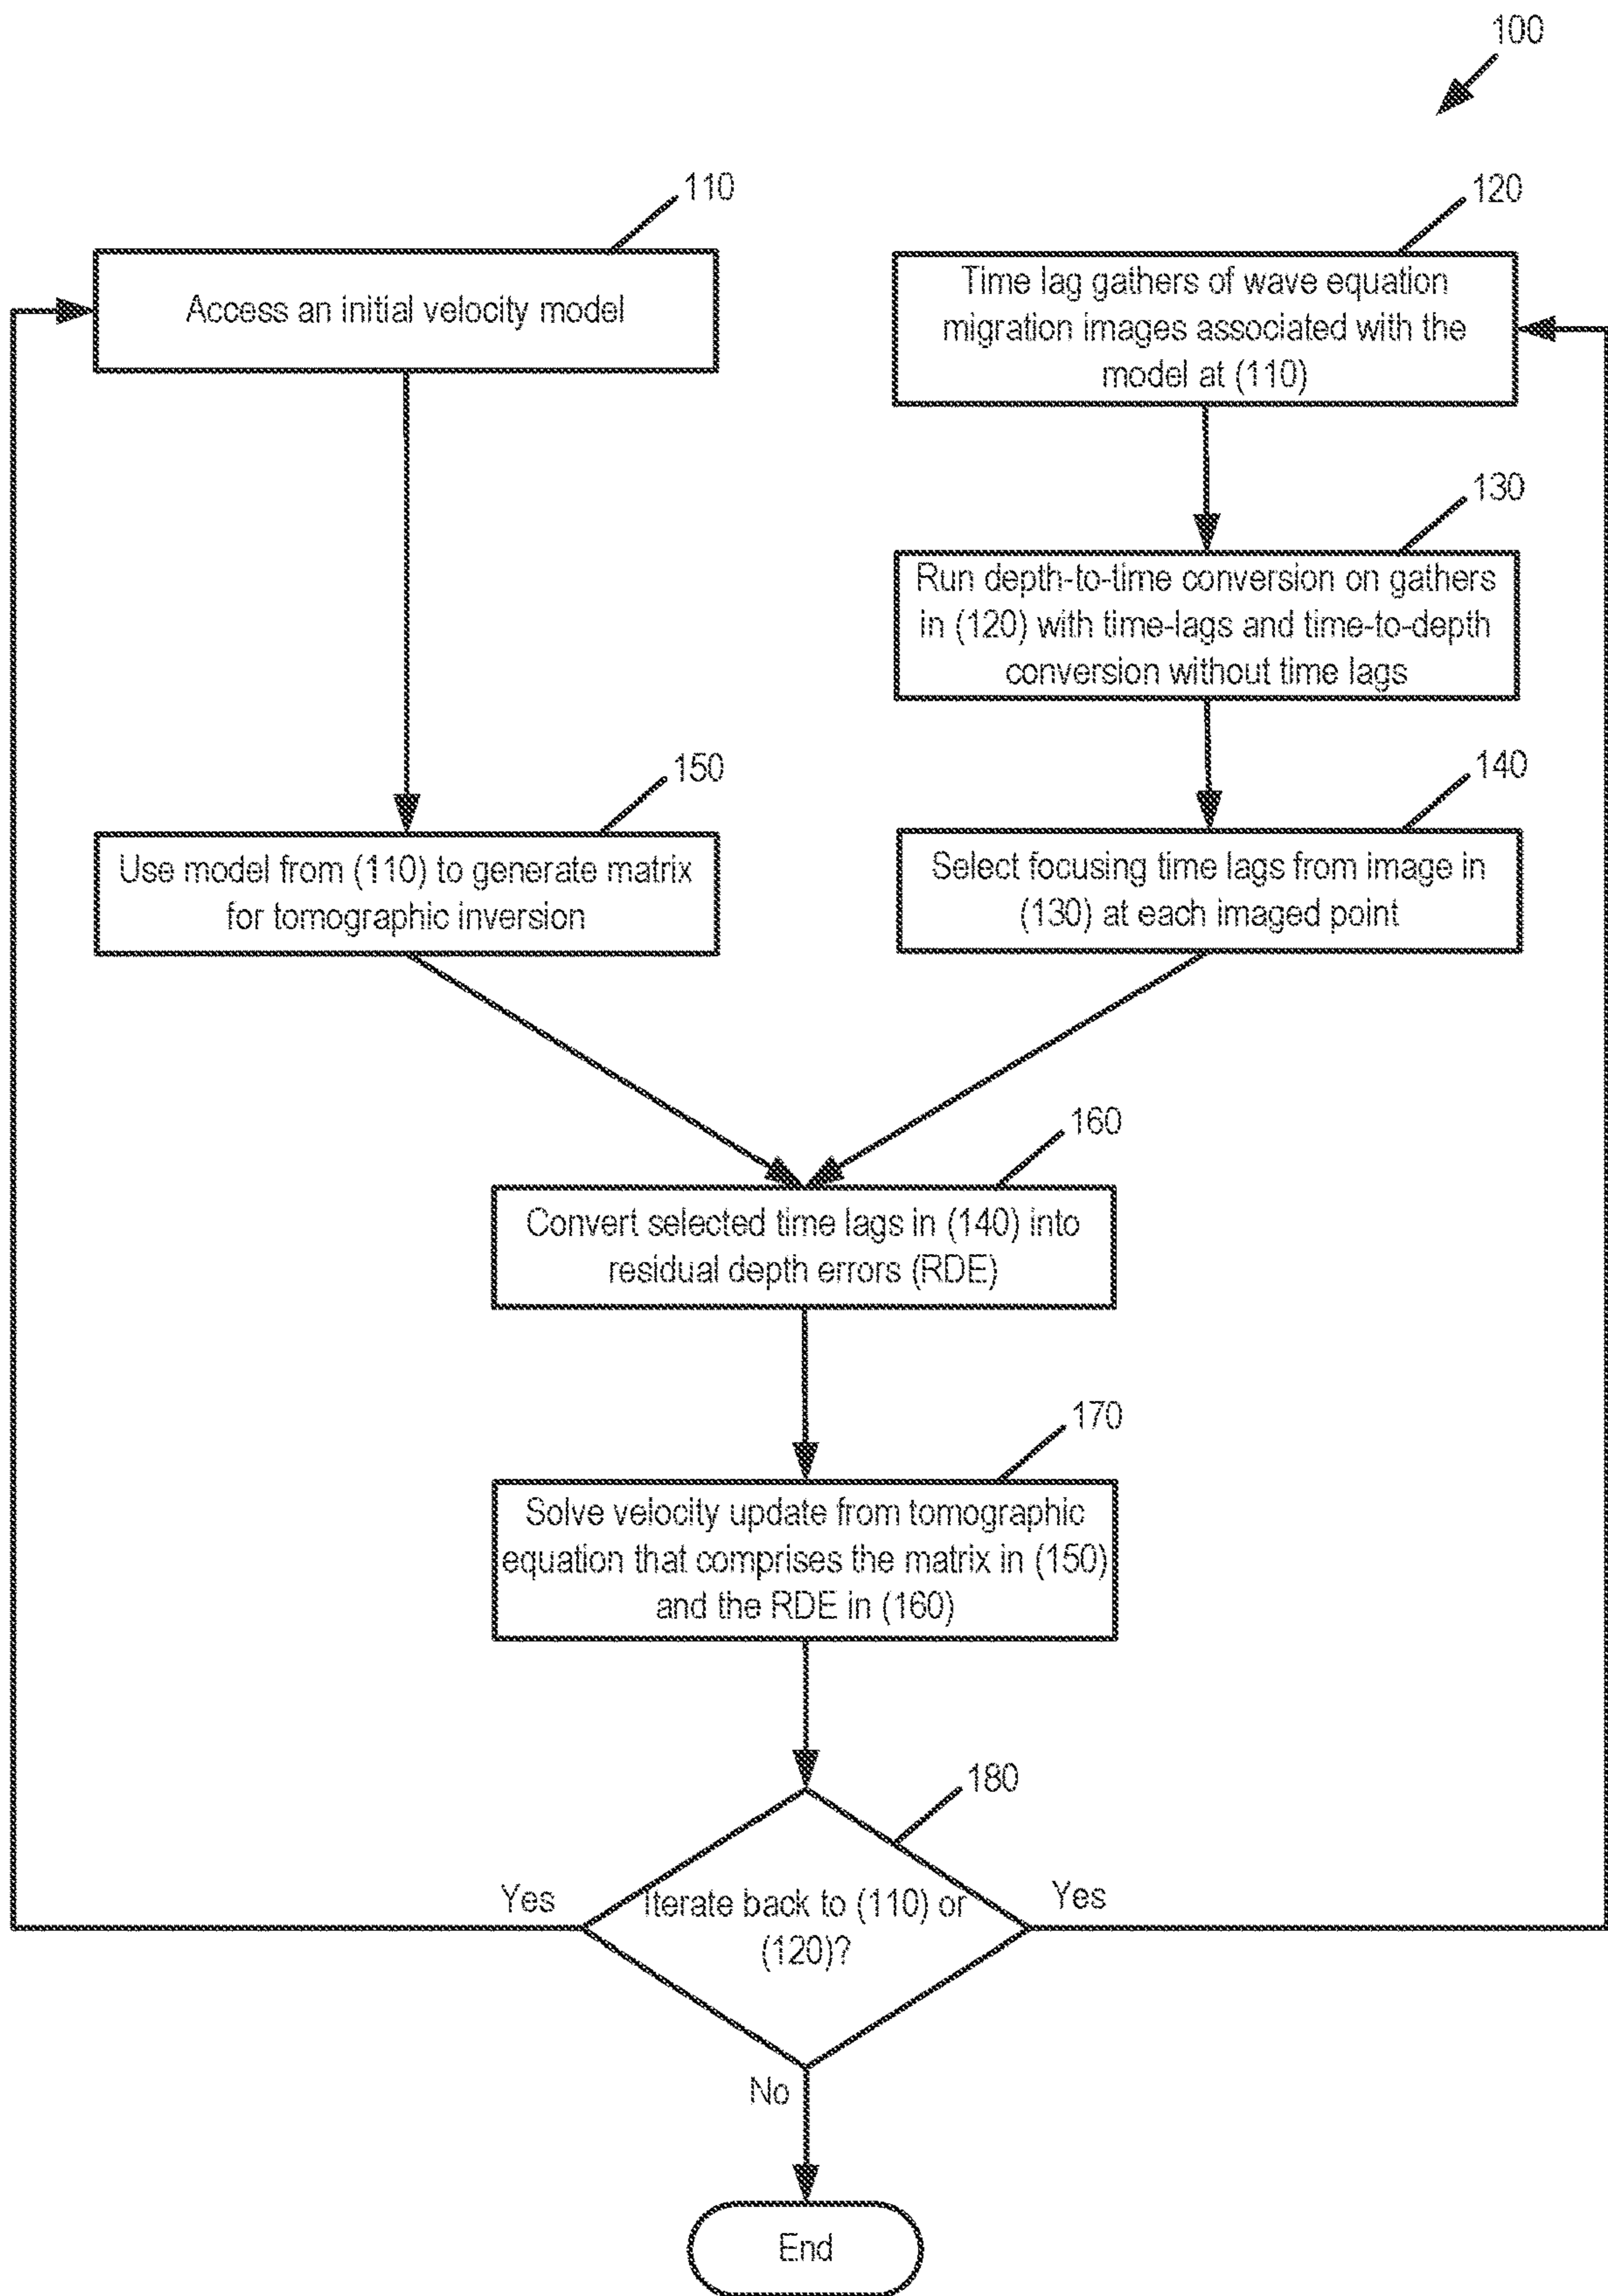 100
110
Access an initial velocity model
120
Time lag gathers of wave equation
migration images associated with the
model at (110)
130
Run depth-to-time conversion on gathers
in (120) with time-lags and time-to-depth
conversion without time lags
150
Use model from (110) to generate matrix
for tomographic inversion
140
Select focusing time lags from image in
(130) at each imaged point
160
Convert selected time lags in (140) into
residual depth errors (RDE)
170
Solve velocity update from tomographic
equation that comprises the matrix in (150)
and the RDE in (160)
180
Yes
Iterate back to (110) or
(120)?
Yes
No
End